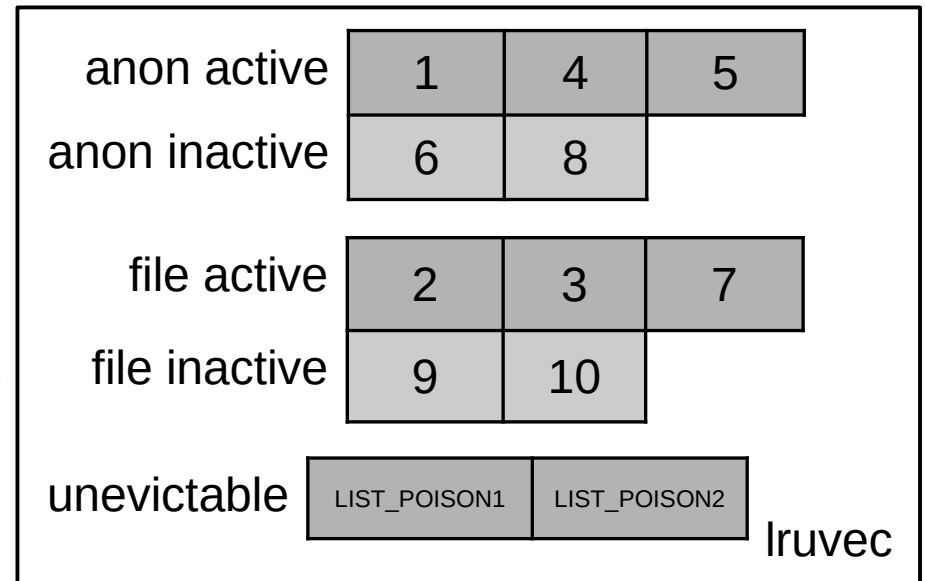 anon active 1 4 5
anon inactive 6 8
file active 2 3 7
file inactive 9 10
unevictable LIST_POISON1 LIST_POISON2
lruvec